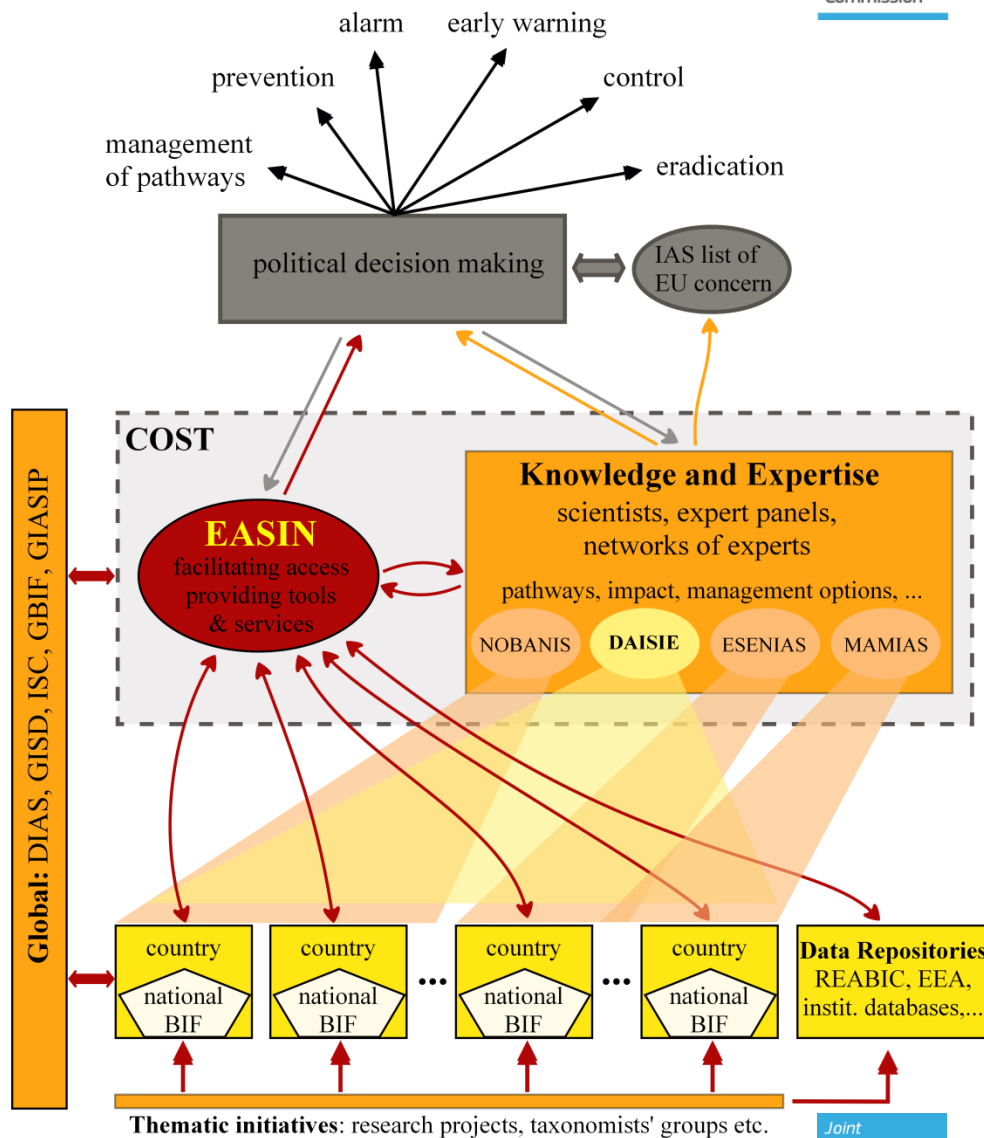 Commission
alarm
early warning
prevention
control
management
of pathways
eradication
political decision making
IAS list of
EU concern
COST
Knowledge and Expertise
scientists, expert panels,
networks of experts
pathways, impact, management options, ...
EASIN
facilitating access
providing tools
& services
NOBANIS
DAISIE
ESENIAS
MAMIAS
Global: DIAS, GISD, ISC, GBIF, GIASIP
country
national
BIF
country
national
BIF
...
country
national
BIF
...
country
national
BIF
Data Repositories
REABIC, EEA,
instit. databases,...
Thematic initiatives: research projects, taxonomists' groups etc.
Joint